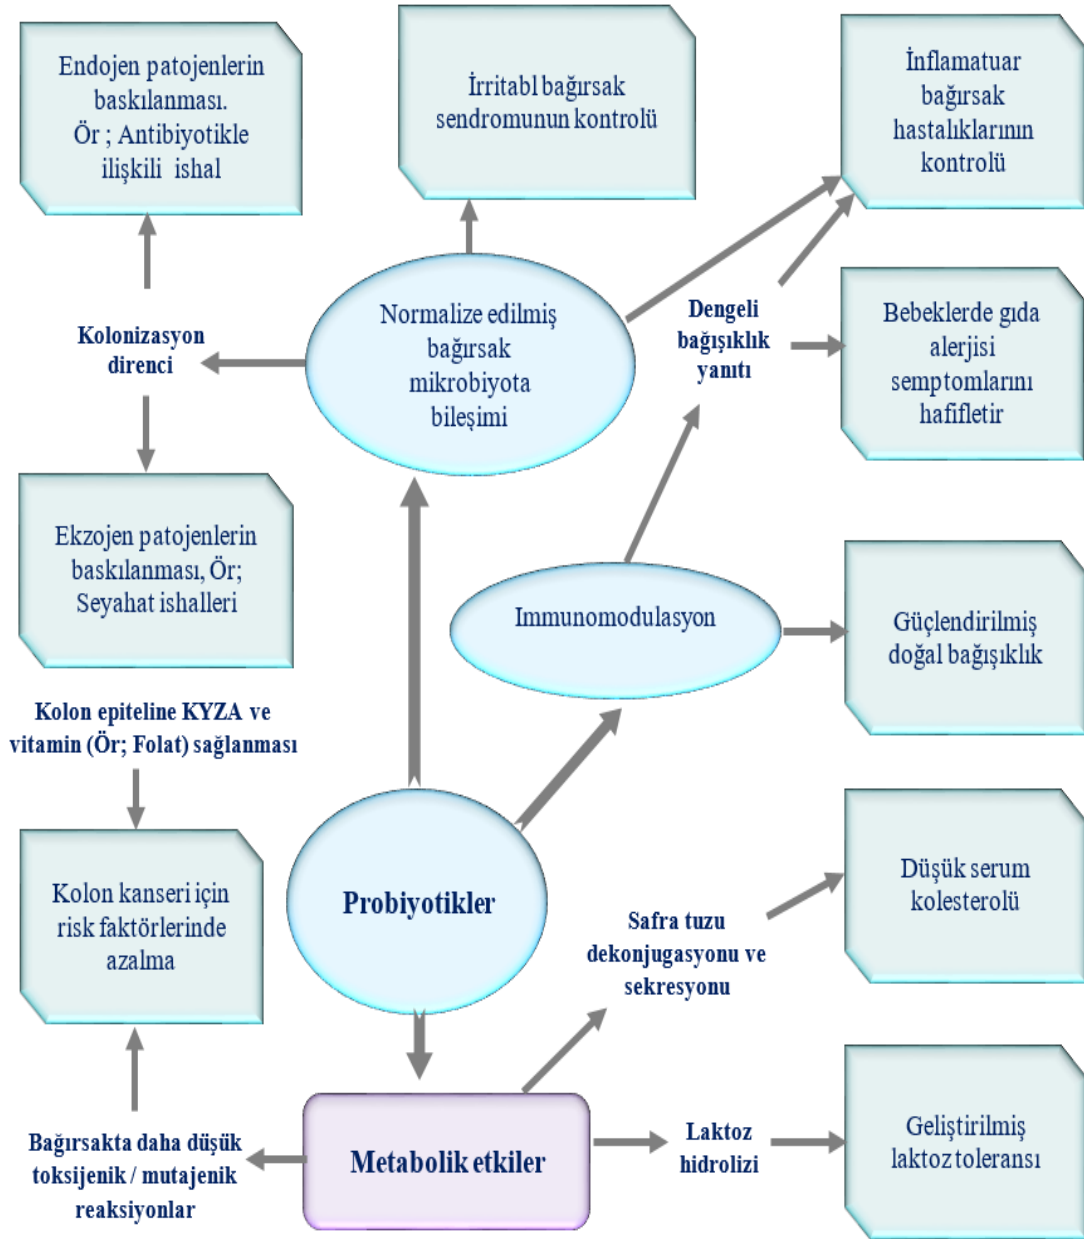 Endojen patojenlerin
baskılanması.
Ör ; Antibiyotikle
ilişkili ishal
İrritabl bağırsak
sendromunun kontrolü
İnflamatuar
bağırsak
hastalıklarının
kontrolü
Normalize edilmiş
bağırsak
mikrobiyota
bileşimi
Kolonizasyon
direnci
Dengeli
bağışıklık
yanıtı
Bebeklerde gıda
alerjisi
semptomlarını
hafifletir
Ekzojen patojenlerin
baskılanması, Ör;
Seyahat ishalleri
Immunomodulasyon
Güçlendirilmiş
doğal bağışıklık
Kolon epiteline KYZA ve
vitamin (Ör; Folat) sağlanması
Kolon kanseri için
risk faktörlerinde
azalma
Probiyotikler
Safra tuzu
dekonjugasyonu ve
sekresyonu
Düşük serum
kolesterolü
Bağırsakta daha düşük
toksijenik / mutajenik
reaksiyonlar
Metabolik etkiler
Laktoz
hidrolizi
Geliştirilmiş
laktoz toleransı